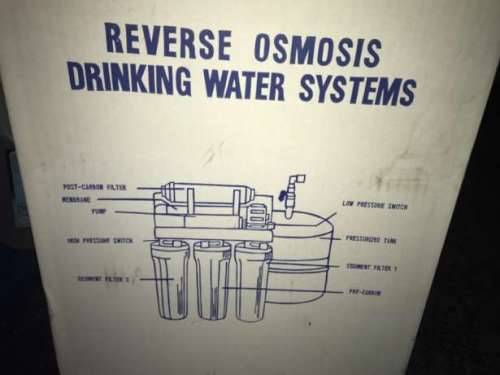 REVERSE OSMOSIS
DRINKING WATER SYSTEMS
POST-CARBON FILTER
MEMBRANE
PUMP
HIGH PRESSURE SWITCH
SEDIMENT FILTER 2
LOW PRESSURE SWITCH
PRESSURIZED TANK
SEDIMENT FILTER 1
PRE-CARBON